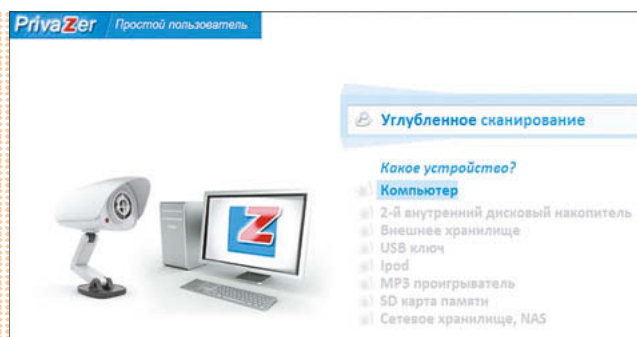 PrivaZer Простой пользователь
Углубленное сканирование
Какое устройство?
Компьютер
2-й внутренний дисковый накопитель
Внешнее хранилище
USB ключ
Ipod
MP3 проигрыватель
SD карта памяти
Сетевое хранилище, NAS
Z